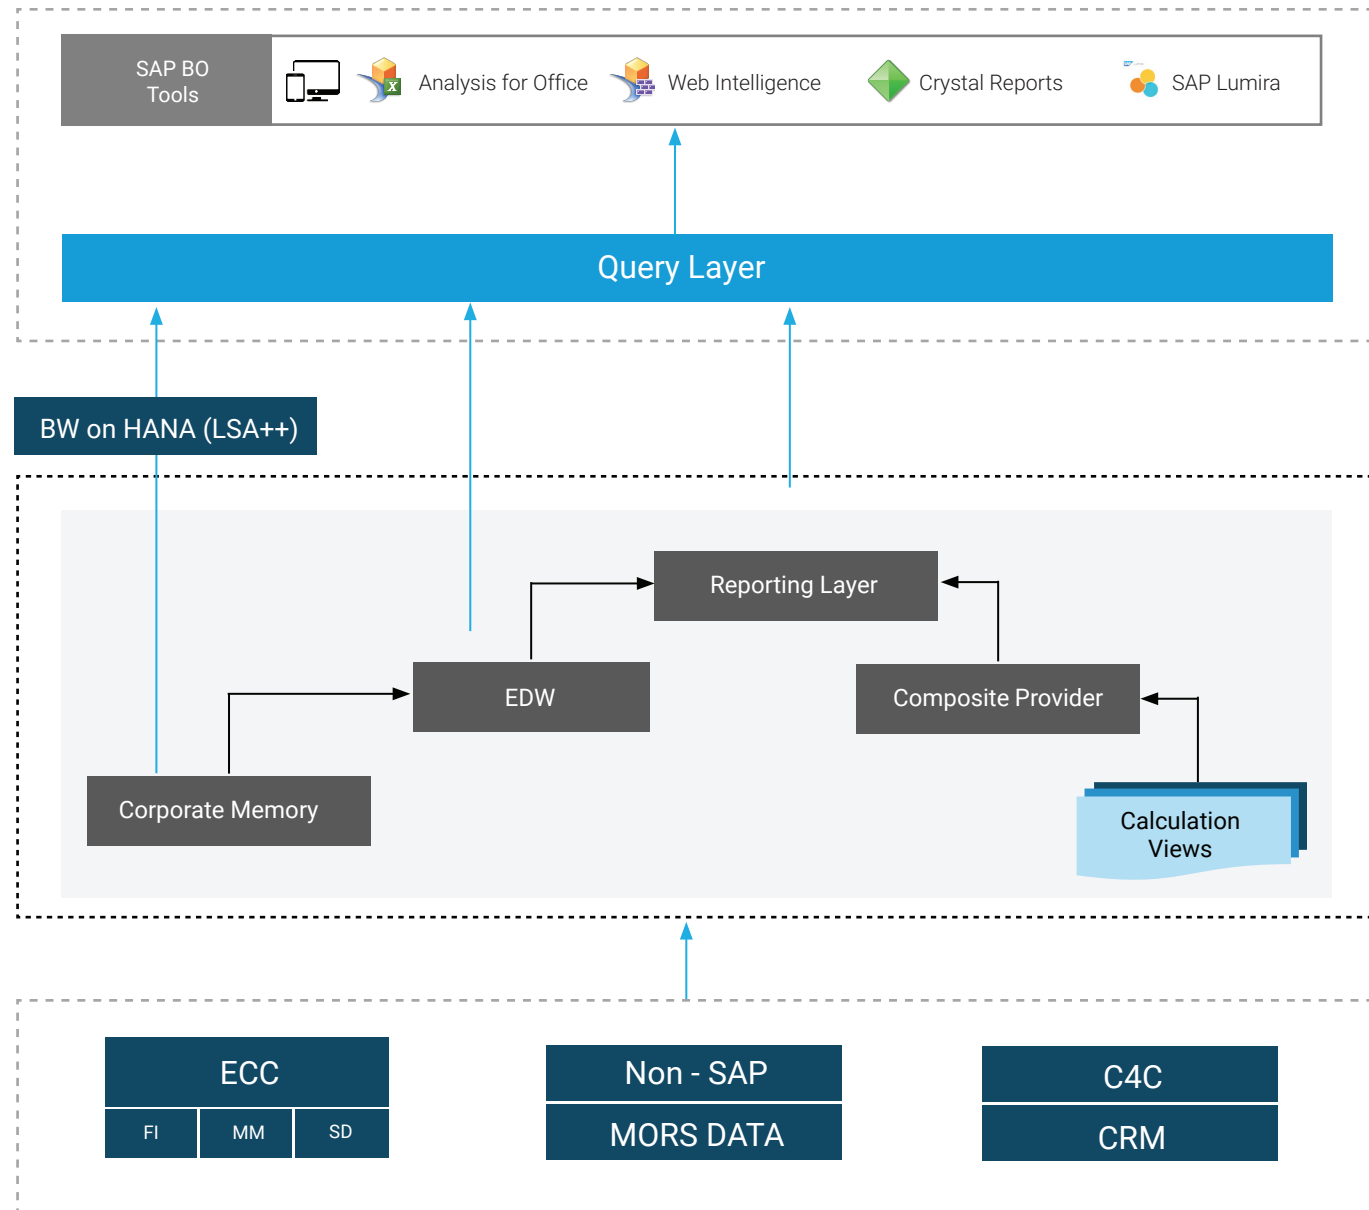 SAP BO
Tools
Analysis for Office
Web Intelligence
Crystal Reports
SAP Lumira
Query Layer
BW on HANA (LSA++)
Reporting Layer
EDW
Composite Provider
Corporate Memory
Calculation
Views
ECC
FI
MM
SD
Non - SAP
MORS DATA
C4C
CRM